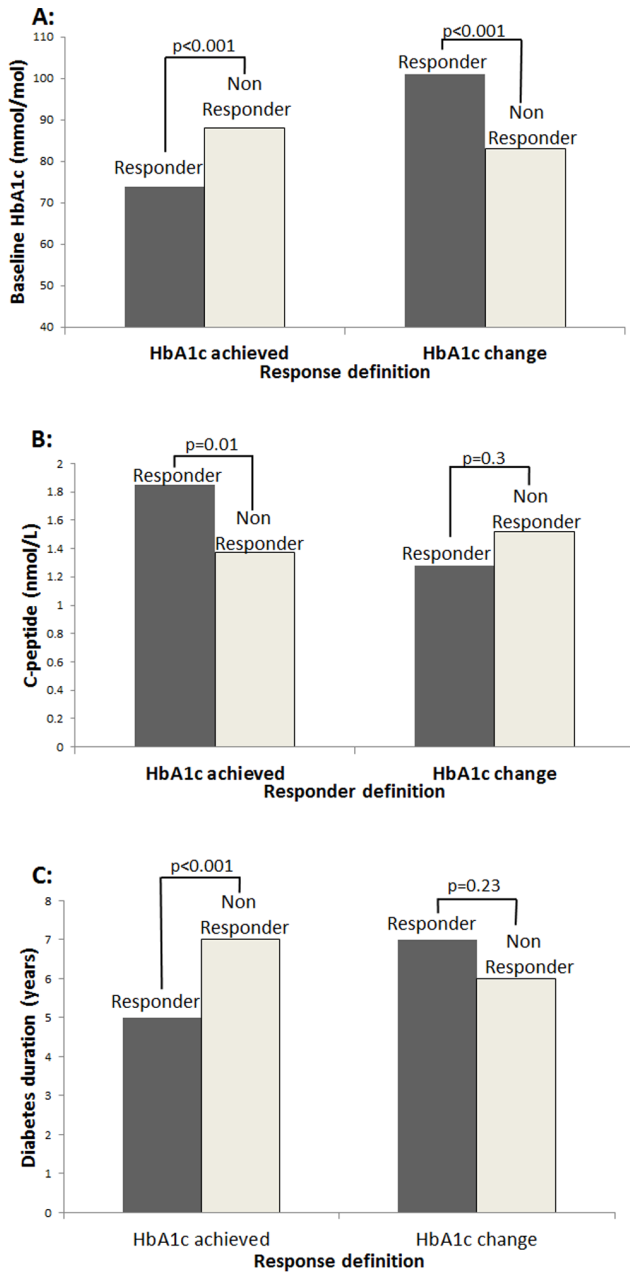 A:
p<0.001
p<0.001
Responder
Non
Responder
Non
Responder
Responder
Baseline HbA1c (mmol/mol)
110
100
90
80
70
60
50
40
HbA1c achieved
HbA1c change
Response definition
B:
p=0.01
p=0.3
Responder
Non
Responder
Non
Responder
Responder
C-peptide (nmol/L)
2
1.8
1.6
1.4
1.2
1
0.8
0.6
0.4
0.2
0
HbA1c achieved
HbA1c change
Responder definition
C:
p<0.001
p=0.23
Non
Responder
Responder
Non
Responder
Responder
Diabetes duration (years)
8
7
6
5
4
3
2
1
0
HbA1c achieved
HbA1c change
Response definition